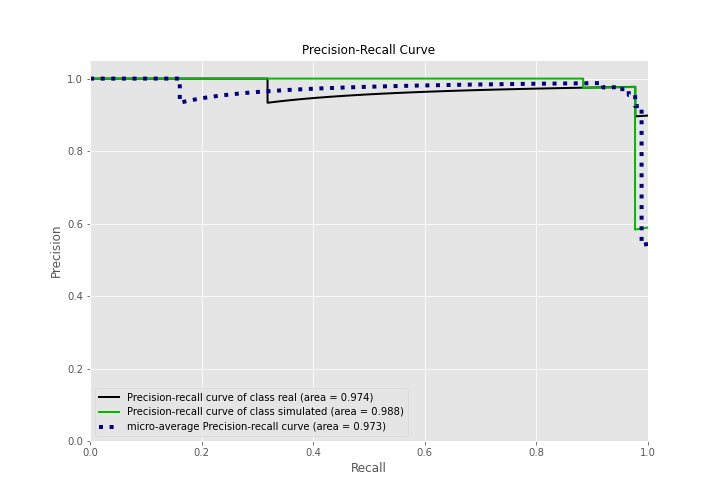 Precision-Recall Curve
Precision
1.0
0.8
0.6
0.4
0.2
0.0
Precision-recall curve of class real (area = 0.974)
Precision-recall curve of class simulated (area = 0.988)
micro-average Precision-recall curve (area = 0.973)
0.0 0.2 0.4 0.6 0.8 1.0
Recall